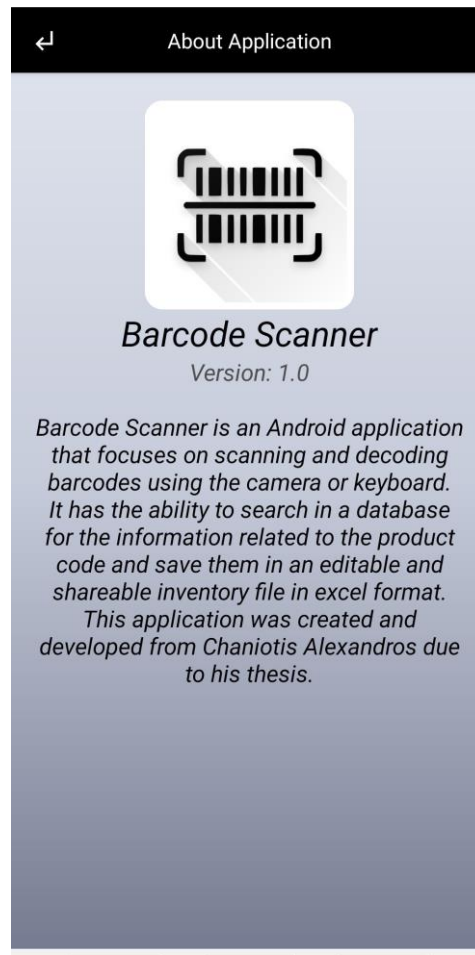 About Application
Barcode Scanner
Version: 1.0
Barcode Scanner is an Android application
that focuses on scanning and decoding
barcodes using the camera or keyboard.
It has the ability to search in a database
for the information related to the product
code and save them in an editable and
shareable inventory file in excel format.
This application was created and
developed from Chaniotis Alexandros due
to his thesis.